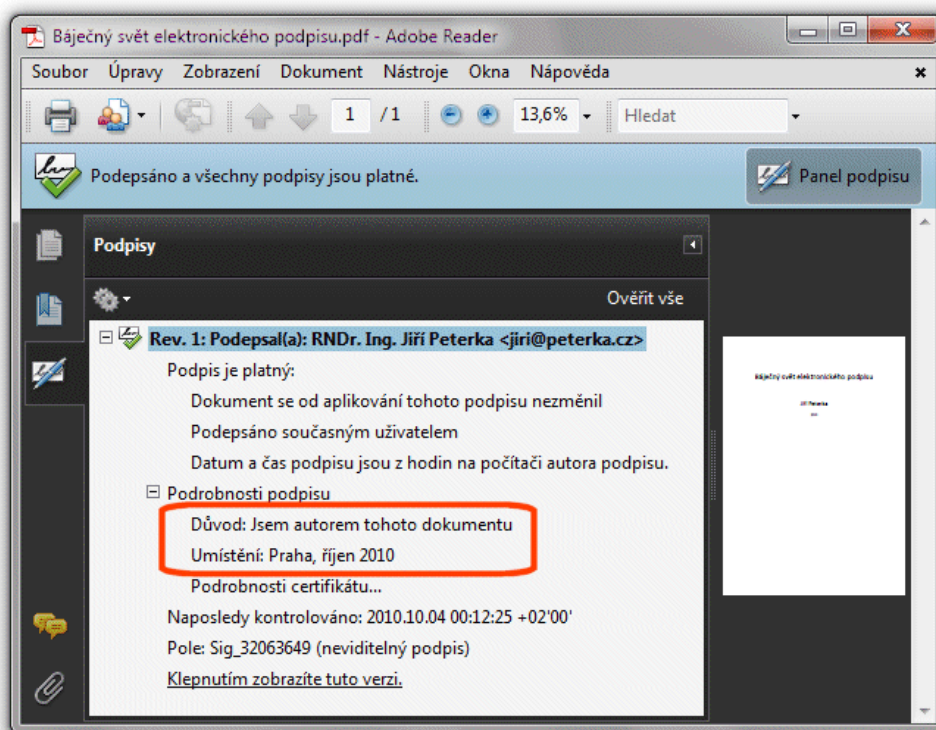 Báječný svět elektronického podpisu.pdf - Adobe Reader
Soubor Úpravy Zobrazení Dokument Nástroje Okna Nápověda
1 / 1 13,6% Hledat
Podepsáno a všechny podpisy jsou platné. Panel podpisu
Podpisy
Ověřit vše
Rev. 1: Podepsal(a): RNDr. Ing. Jiří Peterka <jiri@peterka.cz>
Podpis je platný:
Dokument se od aplikování tohoto podpisu nezměnil
Podepsáno současným uživatelem
Datum a čas podpisu jsou z hodin na počítači autora podpisu.
Podrobnosti podpisu
Důvod: Jsem autorem tohoto dokumentu
Umístění: Praha, říjen 2010
Podrobnosti certifikátu...
Naposledy kontrolováno: 2010.10.04 00:12:25 +02'00'
Pole: Sig_32063649 (neviditelný podpis)
Klepnutím zobrazíte tuto verzi.
Báječný svět elektronického podpisu
Jiří Peterka